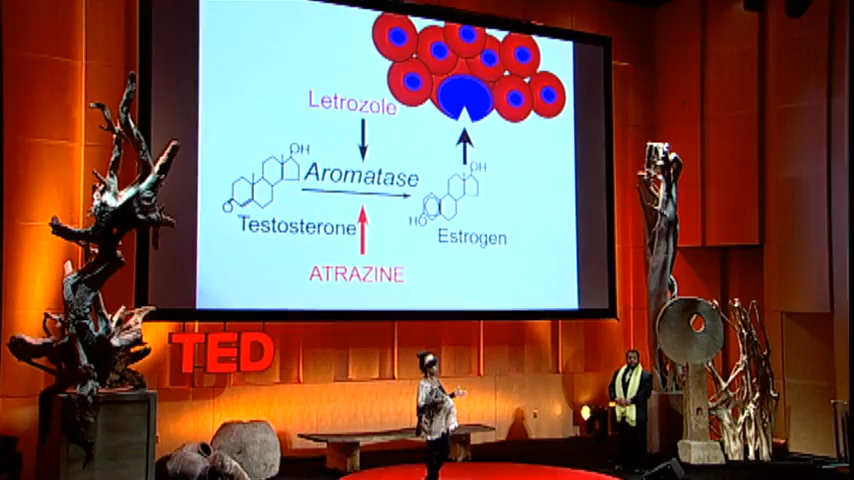 Letrozole
OH
OH
Aromatase
O
HO
Testosterone
Estrogen
ATRAZINE
TED